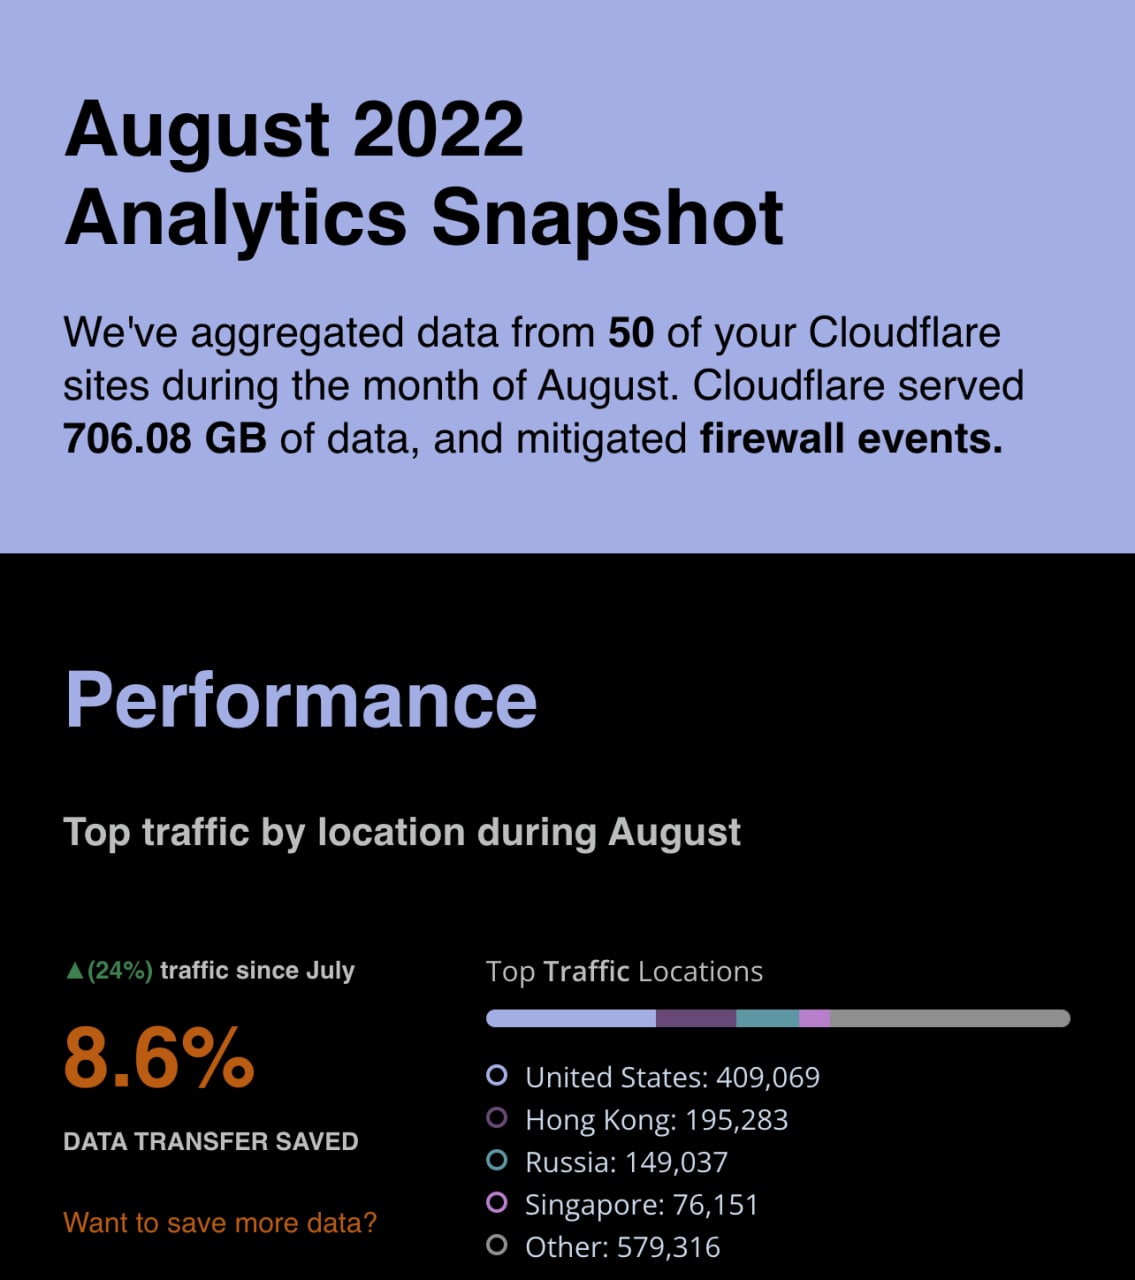 August 2022
Analytics Snapshot
We've aggregated data from 50 of your Cloudflare
sites during the month of August. Cloudflare served
706.08 GB of data, and mitigated firewall events.
Performance
Top traffic by location during August
▲(24%) traffic since July
8.6%
DATA TRANSFER SAVED
Want to save more data?
Top Traffic Locations
United States: 409,069
Hong Kong: 195,283
Russia: 149,037
Singapore: 76,151
Other: 579,316